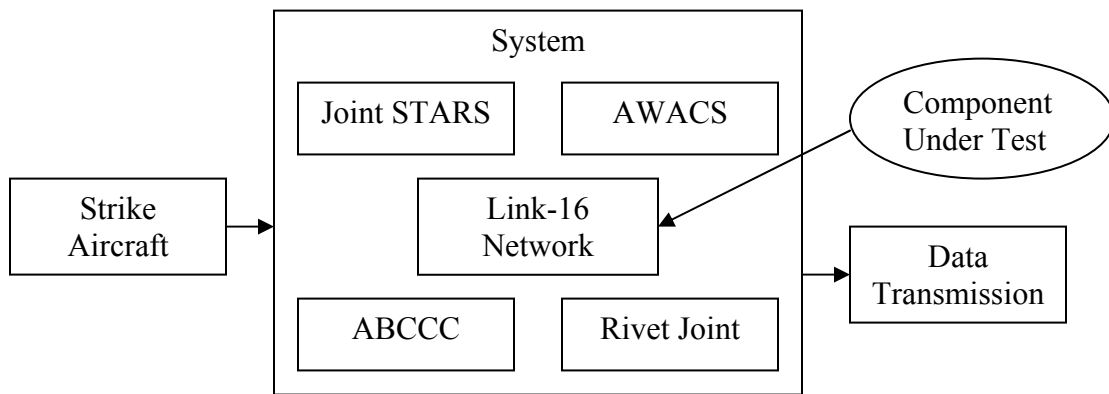 System
Joint STARS
AWACS
Component
Under Test
Strike
Aircraft
Link-16
Network
Data
Transmission
ABCCC
Rivet Joint